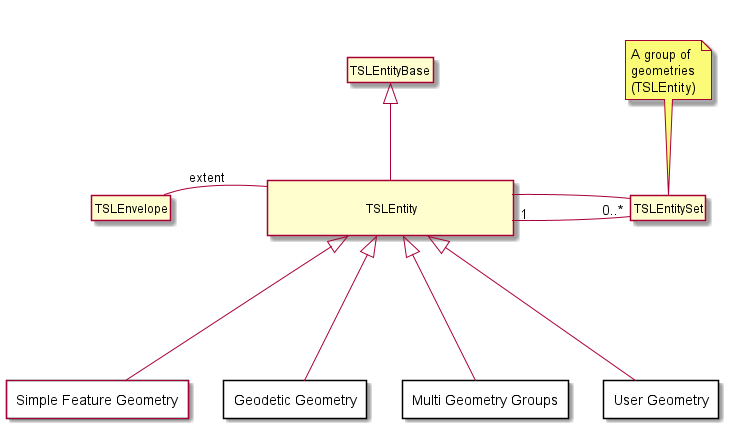 A group of
geometries
(TSLEntity)
TSLEntityBase
extent
TSLEnvelope
TSLEntity
1
0..*
TSLEntitySet
Simple Feature Geometry
Geodetic Geometry
Multi Geometry Groups
User Geometry